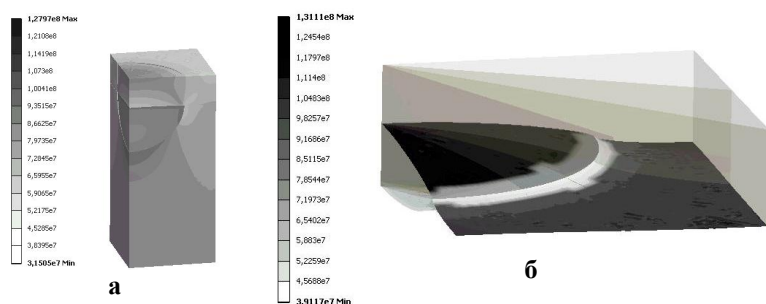 1,2797e8 Max
1,2108e8
1,1419e8
1,073e8
1,0041e8
9,3515e7
8,6625e7
7,9735e7
7,2845e7
6,5955e7
5,9065e7
5,2175e7
4,5285e7
3,8395e7
3,1505e7 Min
а
1,3111e8 Max
1,2454e8
1,1797e8
1,114e8
1,0483e8
9,8257e7
9,1686e7
8,5115e7
7,8544e7
7,1973e7
6,5402e7
5,883e7
5,2259e7
4,5688e7
3,9117e7 Min
б